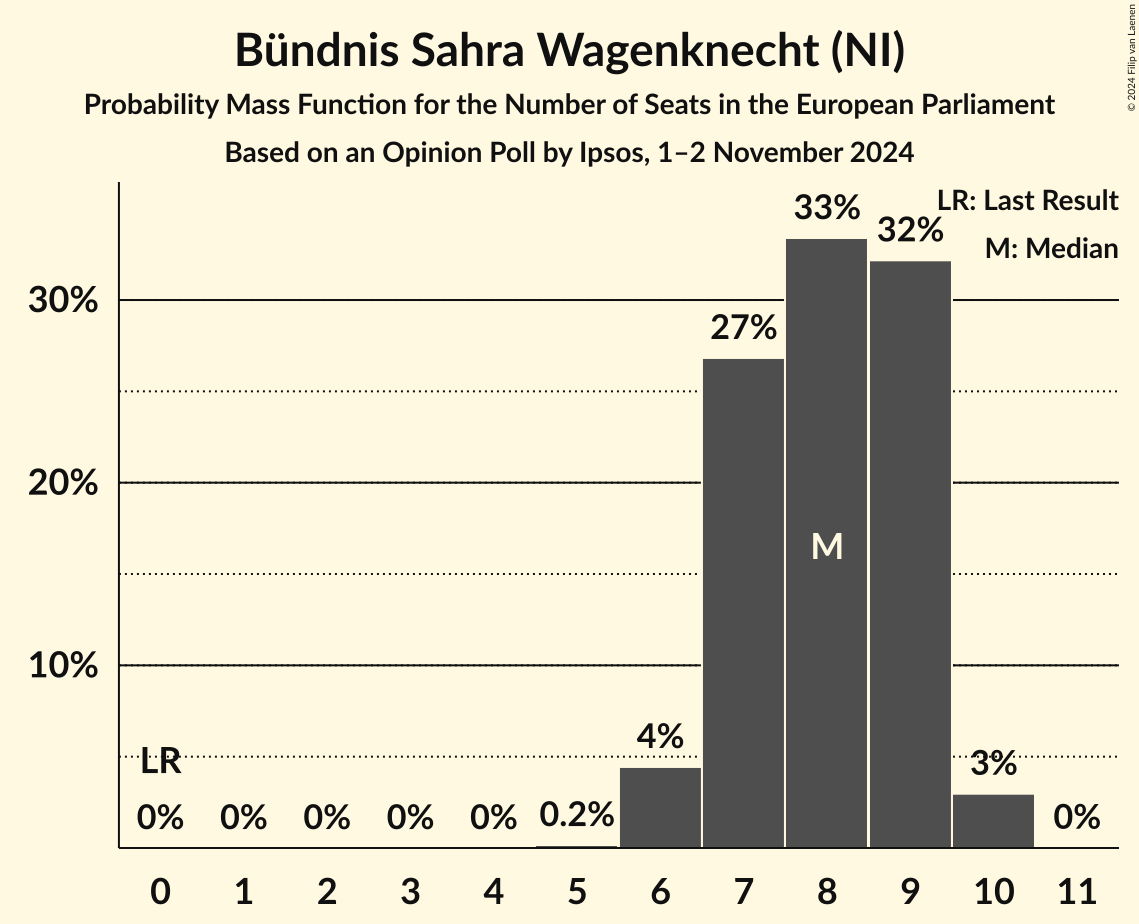 Bündnis Sahra Wagenknecht (NI)
Probability Mass Function for the Number of Seats in the European Parliament
Based on an Opinion Poll by Ipsos, 1–2 November 2024
© 2024 Filip van Laenen
LR: Last Result
M: Median
33%
32%
30%
27%
20%
M
10%
4%
LR
3%
0%
0%
0%
0%
0%
0.2%
0%
0 1 2 3 4 5 6 7 8 9 10 11